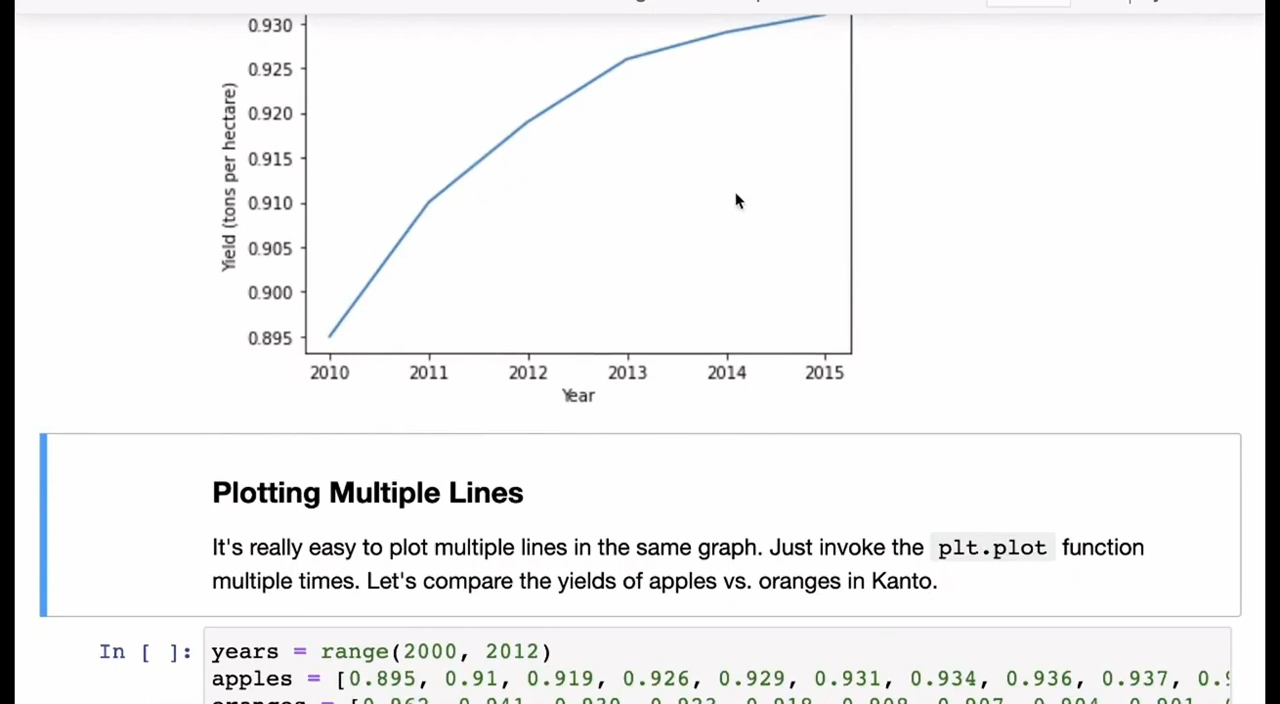 0.930
0.925
0.920
0.915
0.910
0.905
0.900
0.895
Yield (tons per hectare)
2010 2011 2012 2013 2014 2015
Year
Plotting Multiple Lines
It's really easy to plot multiple lines in the same graph. Just invoke the plt.plot function
multiple times. Let's compare the yields of apples vs. oranges in Kanto.
In [ ]: years = range(2000, 2012)
apples = [0.895, 0.91, 0.919, 0.926, 0.929, 0.931, 0.934, 0.936, 0.937,